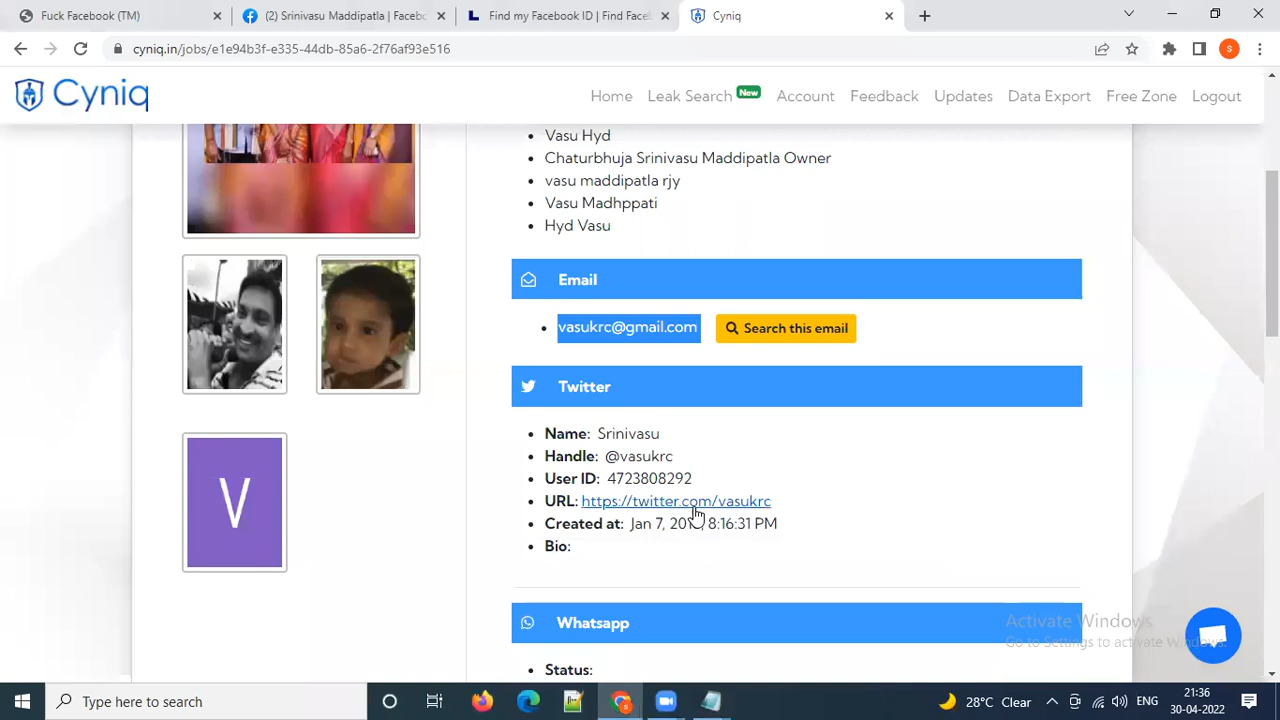 Fuck Facebook (TM)
(2) Srinivasu Maddipatla | Facebo
Find my Facebook ID | Find Faceb
Cyniq
cyniq.in/jobs/e1e94b3f-e335-44db-85a6-2f76af93e516
S
Cyniq
Home
Leak Search New
Account
Feedback
Updates
Data Export
Free Zone
Logout
Vasu Hyd
Chaturbhuja Srinivasu Maddipatla Owner
vasu maddipatla rjy
Vasu Madhppati
Hyd Vasu
Email
vasukrc@gmail.com
Search this email
V
Twitter
Name: Srinivasu
Handle: @vasukrc
User ID: 4723808292
URL: https://twitter.com/vasukrc
Created at: Jan 7, 8:16:31 PM
Bio:
Whatsapp
Status:
Activate Windows
Go to Settings to activate Windows.
Type here to search
28°C Clear
ENG
21:36
30-04-2022